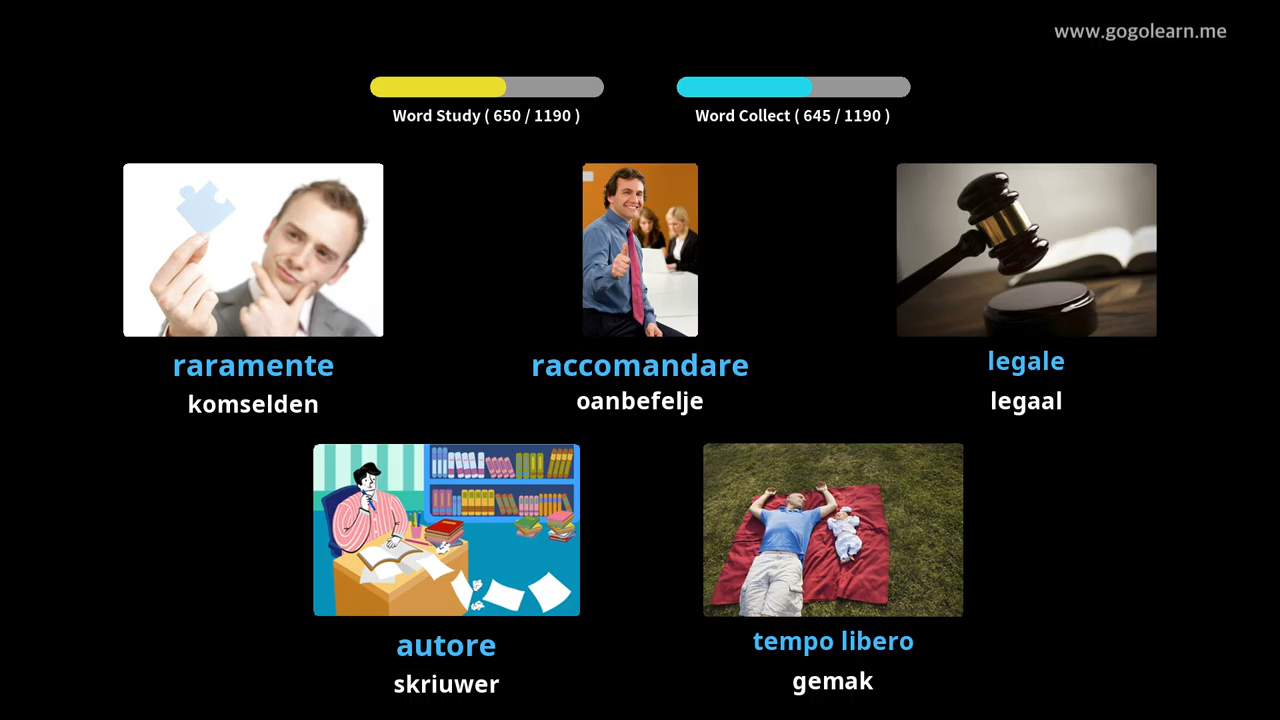 www.gogolearn.me
Word Study ( 650 / 1190 )
Word Collect ( 645 / 1190 )
raramente
komselden
raccomandare
oanbefelje
legale
legaal
autore
skriuwer
tempo libero
gemak